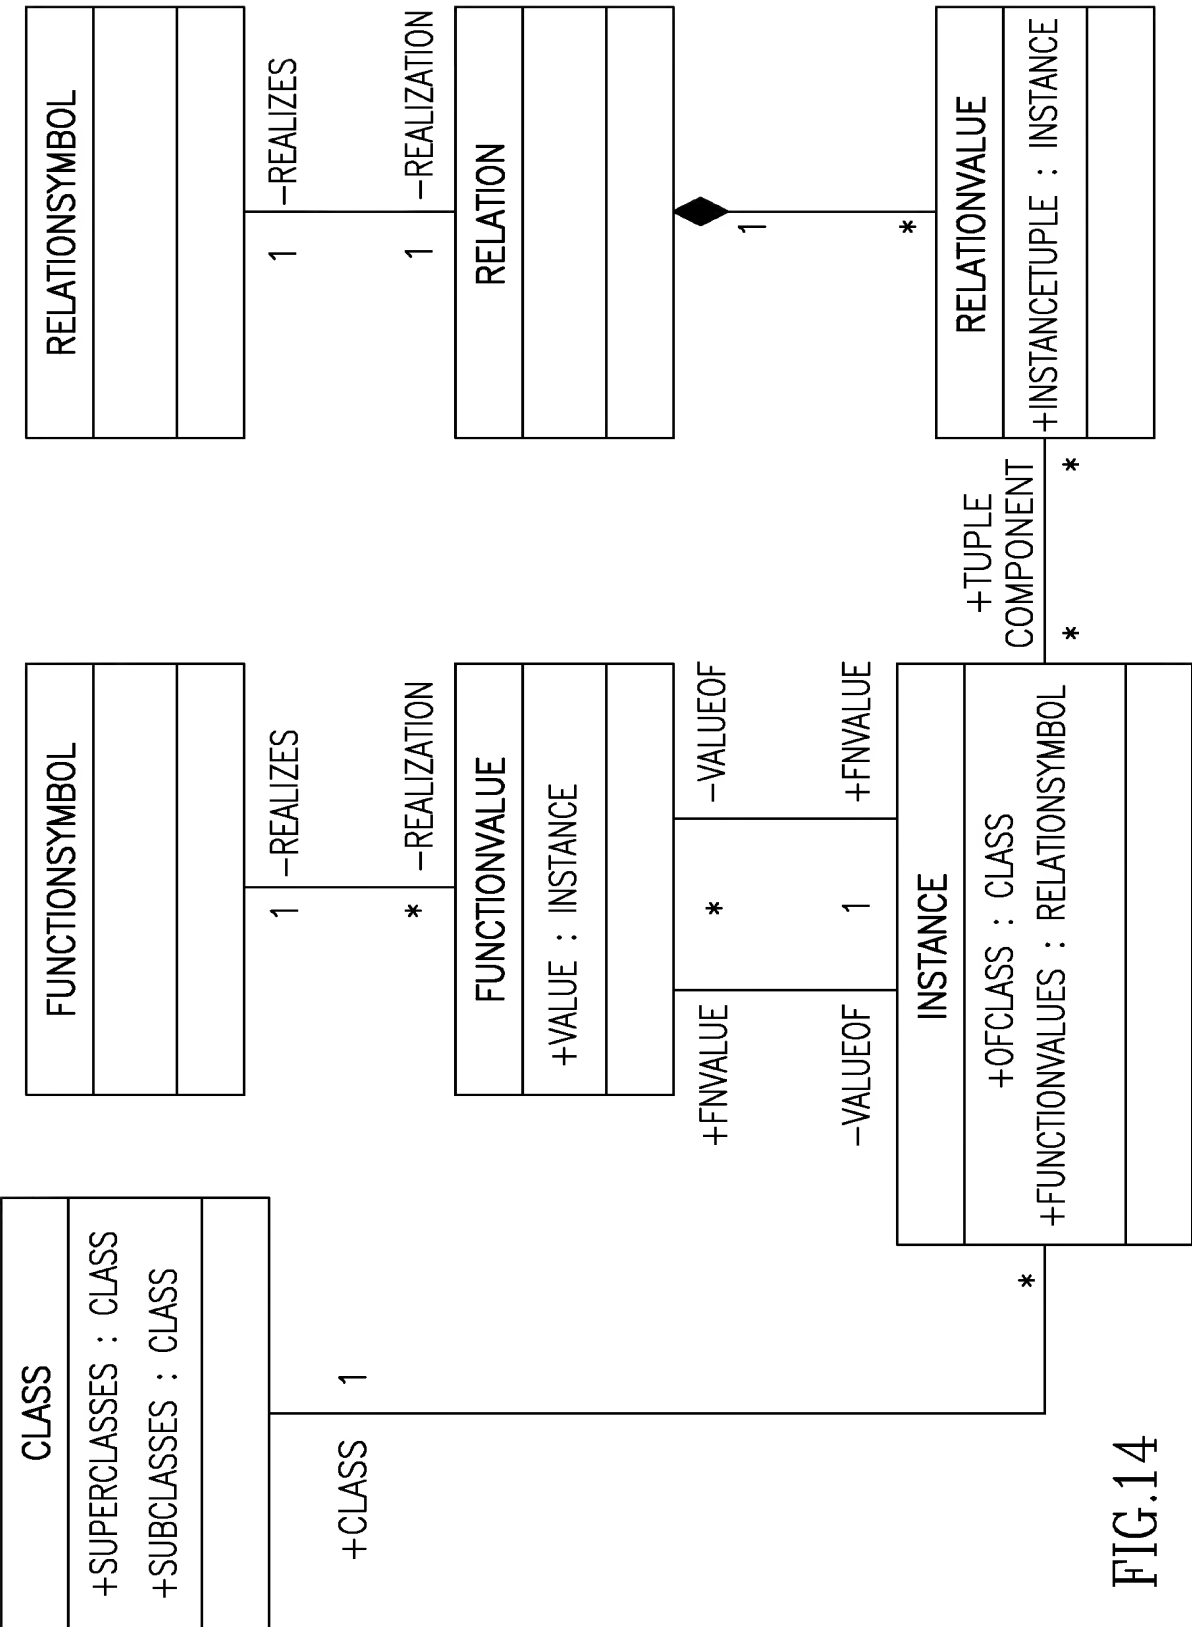 CLASS
+SUPERCLASSES : CLASS
+SUBCLASSES : CLASS
+CLASS
1
*
FUNCTIONSYMBOL
1
-REALIZES
*
-REALIZATION
FUNCTIONVALUE
+VALUE : INSTANCE
+FNVALUE
*
-VALUEOF
-VALUEOF
1
+FNVALUE
INSTANCE
+OFCLASS : CLASS
+FUNCTIONVALUES : RELATIONSYMBOL
RELATIONSYMBOL
1
-REALIZES
1
-REALIZATION
RELATION
1
*
+TUPLE
COMPONENT
*
*
RELATIONVALUE
+INSTANCETUPLE : INSTANCE
FIG.14